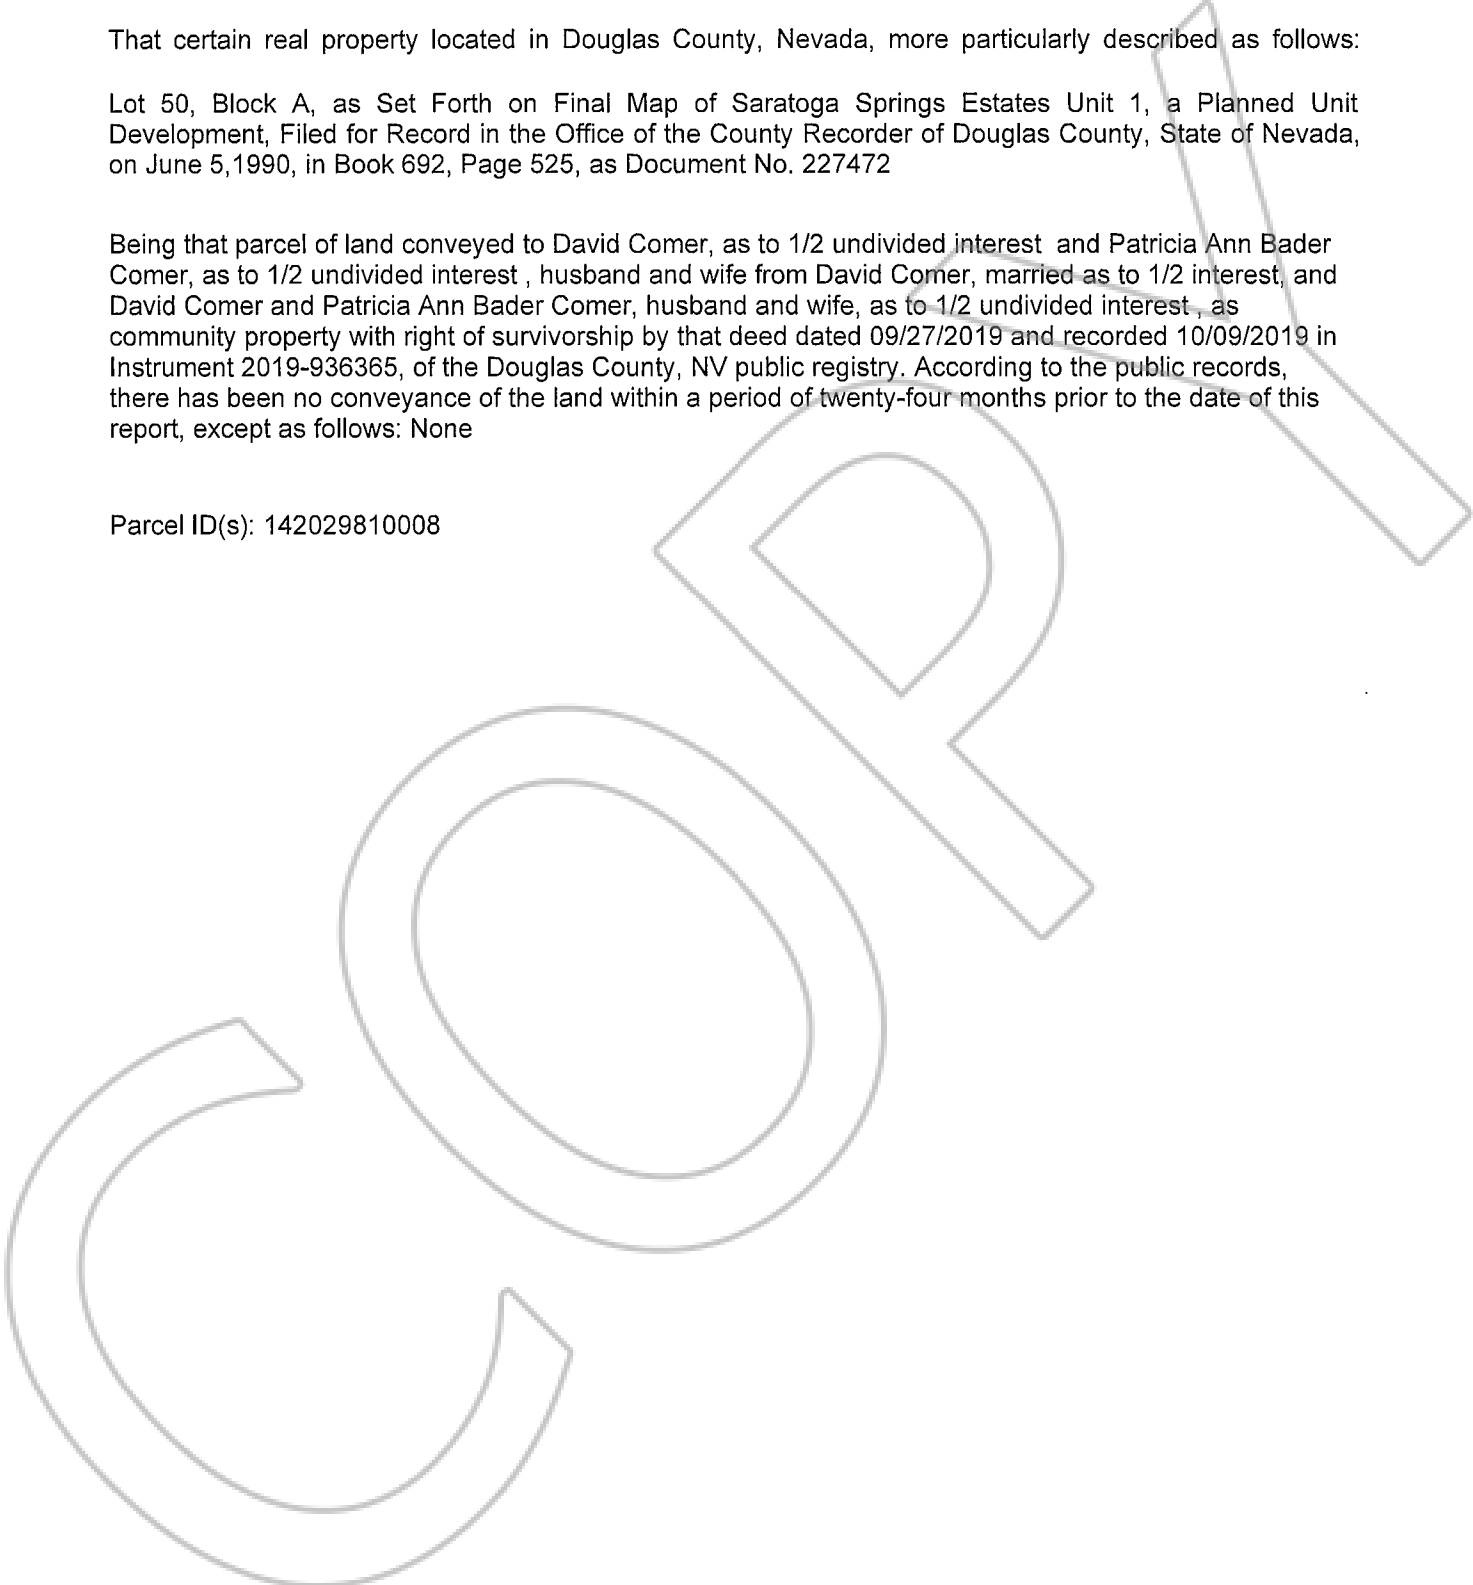 That certain real property located in Douglas County, Nevada, more particularly described as follows:
Lot 50, Block A, as Set Forth on Final Map of Saratoga Springs Estates Unit 1, a Planned Unit
Development, Filed for Record in the Office of the County Recorder of Douglas County, State of Nevada,
on June 5,1990, in Book 692, Page 525, as Document No. 227472
Being that parcel of land conveyed to David Comer, as to 1/2 undivided interest and Patricia Ann Bader
Comer, as to 1/2 undivided interest , husband and wife from David Comer, married as to 1/2 interest, and
David Comer and Patricia Ann Bader Comer, husband and wife, as to 1/2 undivided interest , as
community property with right of survivorship by that deed dated 09/27/2019 and recorded 10/09/2019 in
Instrument 2019-936365, of the Douglas County, NV public registry. According to the public records,
there has been no conveyance of the land within a period of twenty-four months prior to the date of this
report, except as follows: None
Parcel ID(s): 142029810008
COPY